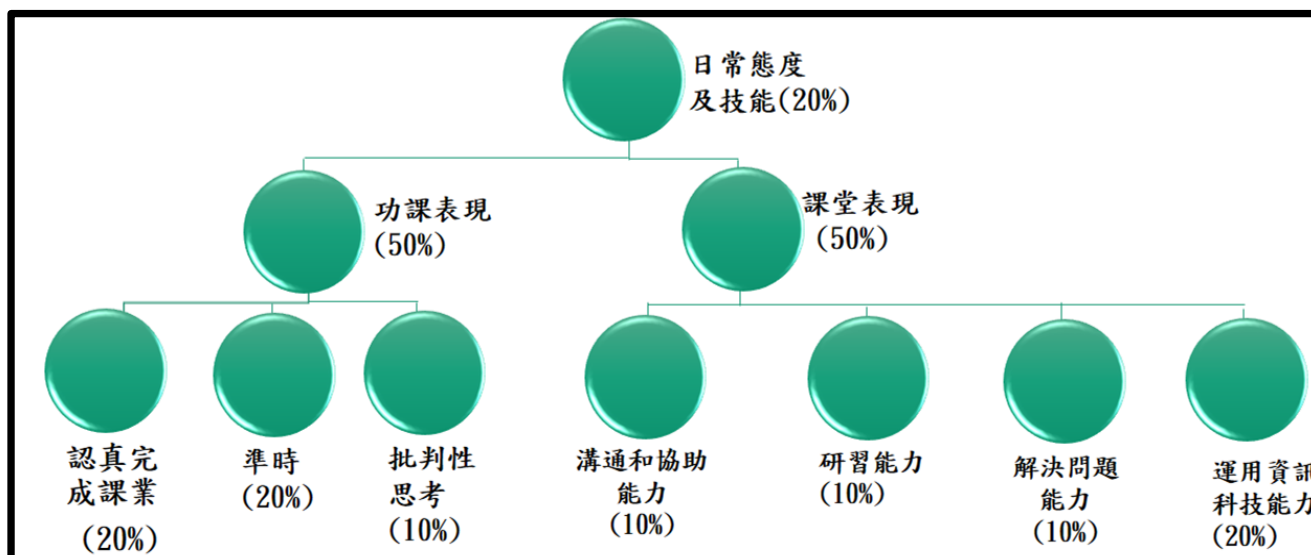 日常態度
及技能(20%)
功課表現
(50%)
課堂表現
(50%)
認真完
成課業
(20%)
準時
(20%)
批判性
思考
(10%)
溝通和協助
能力
(10%)
研習能力
(10%)
解決問題
能力
(10%)
運用資訊
科技能力
(20%)